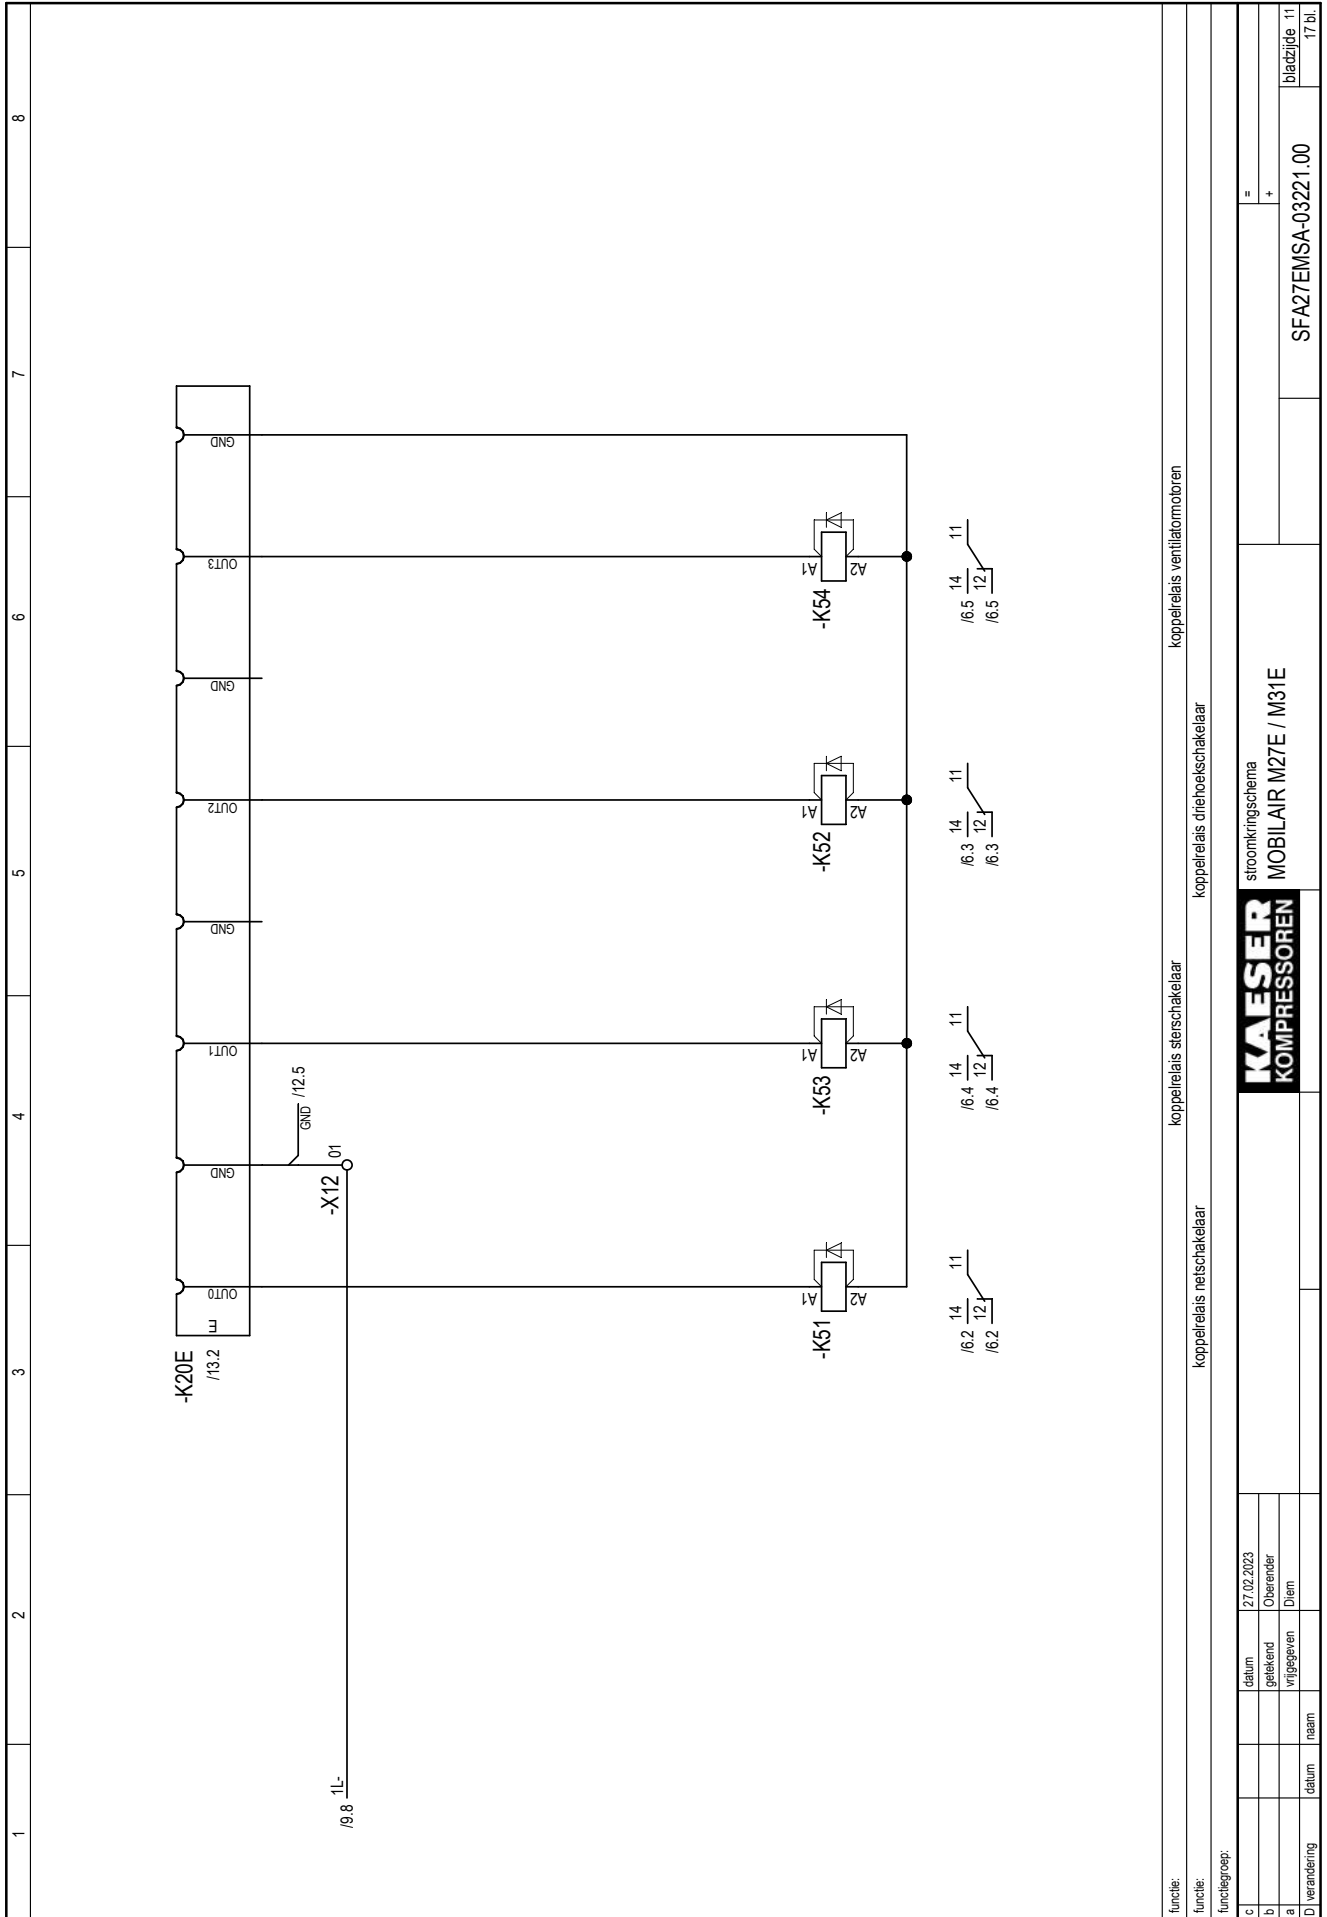 1 2 3 4 5 6 7 8
-K20E
/13.2
E
OUT0 GND OUT1 GND OUT2 GND OUT3 GND
GND /12.5
-X12 01
/9.8 1L-
-K51 A1 A2
-K53 A1 A2
-K52 A1 A2
-K54 A1 A2
/6.2 14 11
/6.2 12
/6.4 14 11
/6.4 12
/6.3 14 11
/6.3 12
/6.5 14 11
/6.5 12
functie: koppelrelais sterschakelaar koppelrelais ventilatormotoren
functie: koppelrelais netschakelaar koppelrelais driehoekschakelaar
functiegroep:
c datum 27.02.2023
b getekend Oberender
a vrijgegeven Diem
D verandering datum naam
KAESER
KOMPRESSOREN
stroomkringschema
MOBILAIR M27E / M31E
=
+
SFA27EMSA-03221.00
bladzijde 11
17 bl.